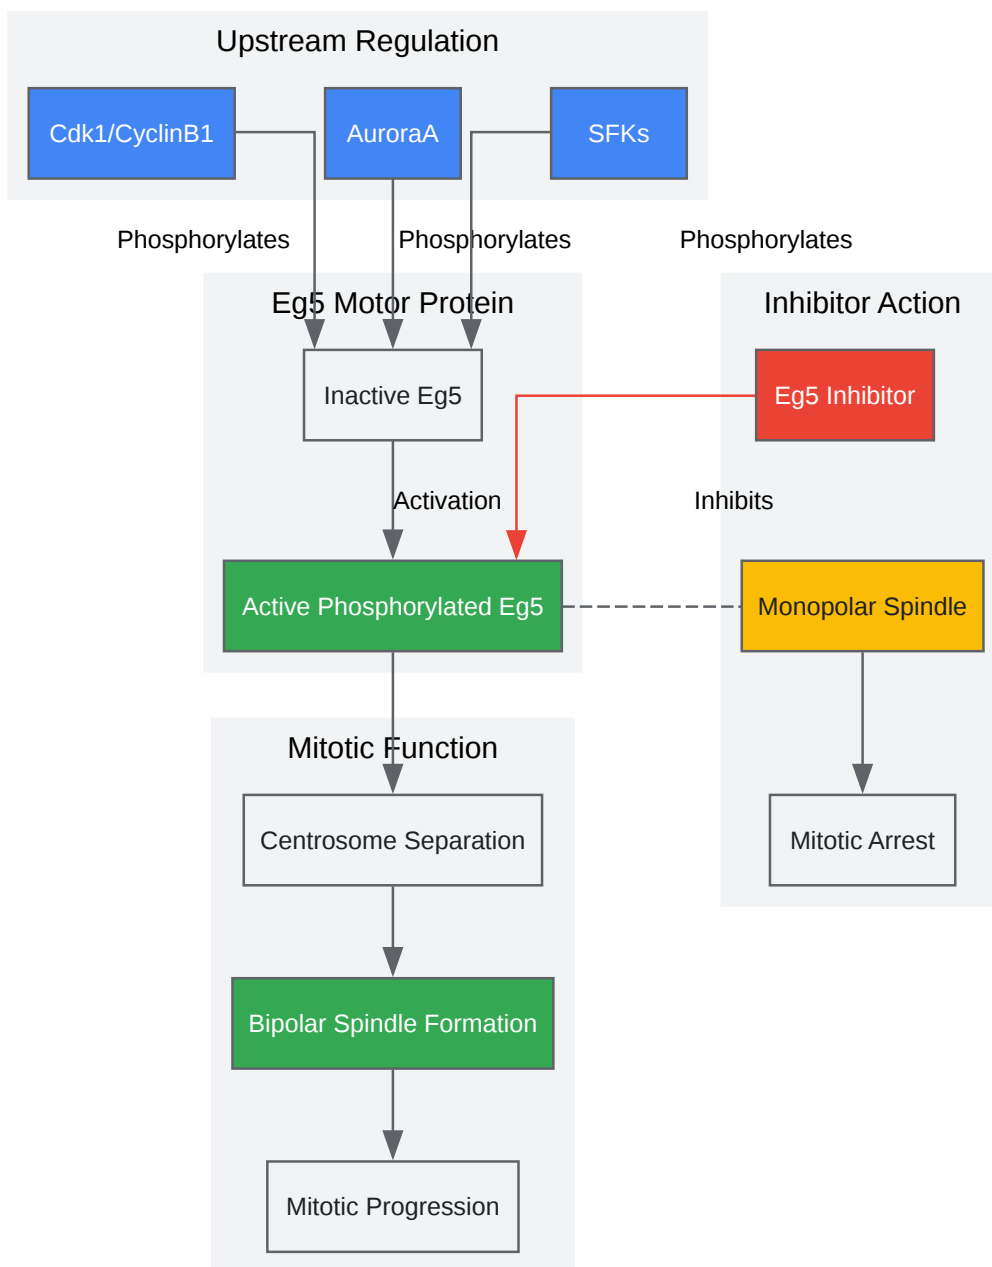 Upstream Regulation
Cdk1/CyclinB1
AuroraA
SFKs
Phosphorylates
Phosphorylates
Phosphorylates
Eg5 Motor Protein
Inhibitor Action
Inactive Eg5
Eg5 Inhibitor
Activation
Inhibits
Active Phosphorylated Eg5
Monopolar Spindle
Mitotic Function
Centrosome Separation
Mitotic Arrest
Bipolar Spindle Formation
Mitotic Progression